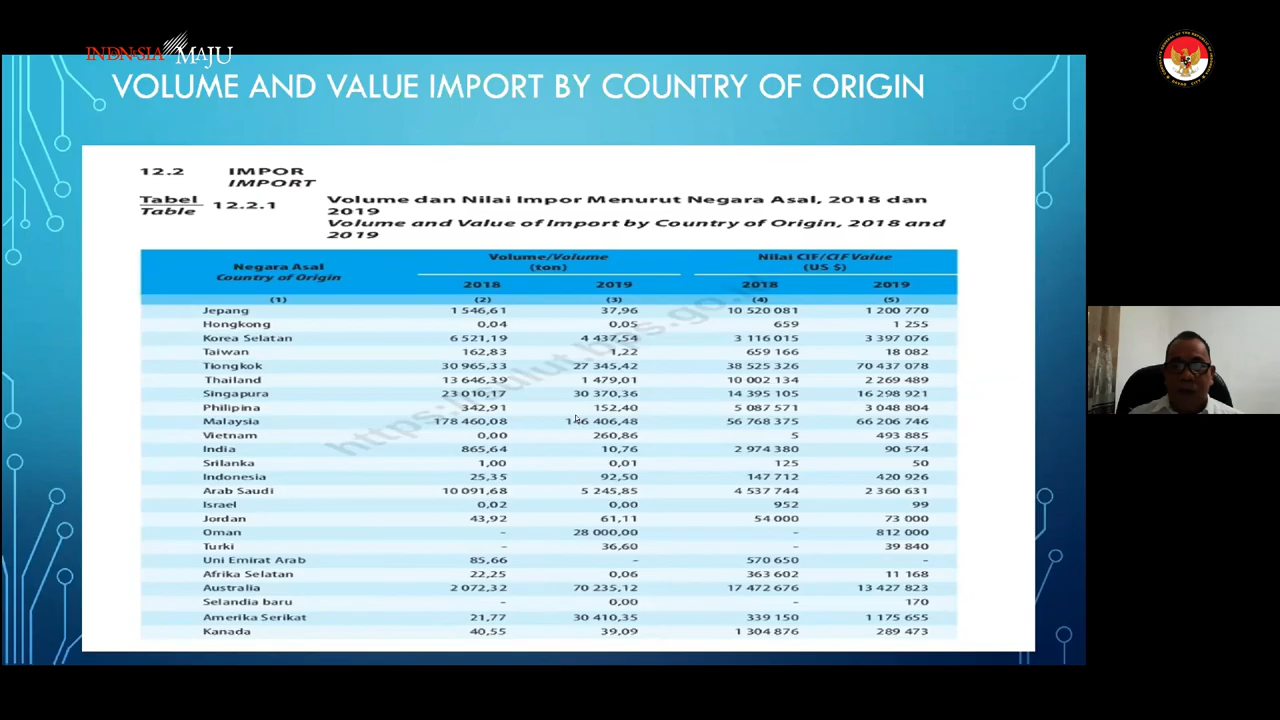 INDONESIA MAJU
VOLUME AND VALUE IMPORT BY COUNTRY OF ORIGIN
12.2 IMPOR
IMPORT
Tabel 12.2.1 Volume dan Nilai Impor Menurut Negara Asal, 2018 dan
Table 2019
Volume and Value of Import by Country of Origin, 2018 and
2019
Negara Asal Volume/Volume Nilai CIF/CIF Value
Country of Origin (ton) (US $)
2018 2019 2018 2019
(1) (2) (3) (4) (5)
Jepang 1 546,61 37,96 10 520 081 1 200 770
Hongkong 0,04 0,05 659 1 255
Korea Selatan 6 521,19 4 437,54 3 116 015 3 397 076
Taiwan 162,83 1,22 659 166 18 082
Tiongkok 30 965,33 27 345,42 38 525 326 70 437 078
Thailand 13 646,39 1 479,01 10 002 134 2 269 489
Singapura 23 010,17 30 370,36 14 395 105 16 298 921
Philipina 342,91 152,40 5 087 571 3 048 804
Malaysia 178 460,08 406,48 56 768 375 66 206 746
Vietnam 0,00 260,86 5 493 885
India 865,64 10,76 2 974 380 90 574
Srilanka 1,00 0,01 125 50
Indonesia 25,35 92,50 147 712 420 926
Arab Saudi 10 091,68 5 245,85 4 537 744 2 360 631
Israel 0,02 0,00 952 99
Jordan 43,92 61,11 54 000 73 000
Oman - 28 000,00 - 812 000
Turki - 36,60 - 39 840
Uni Emirat Arab 85,66 - 570 650 -
Afrika Selatan 22,25 0,06 363 602 11 168
Australia 2 072,32 70 235,12 17 472 676 13 427 823
Selandia baru - 0,00 - 170
Amerika Serikat 21,77 30 410,35 339 150 1 175 655
Kanada 40,55 39,09 1 304 876 289 473